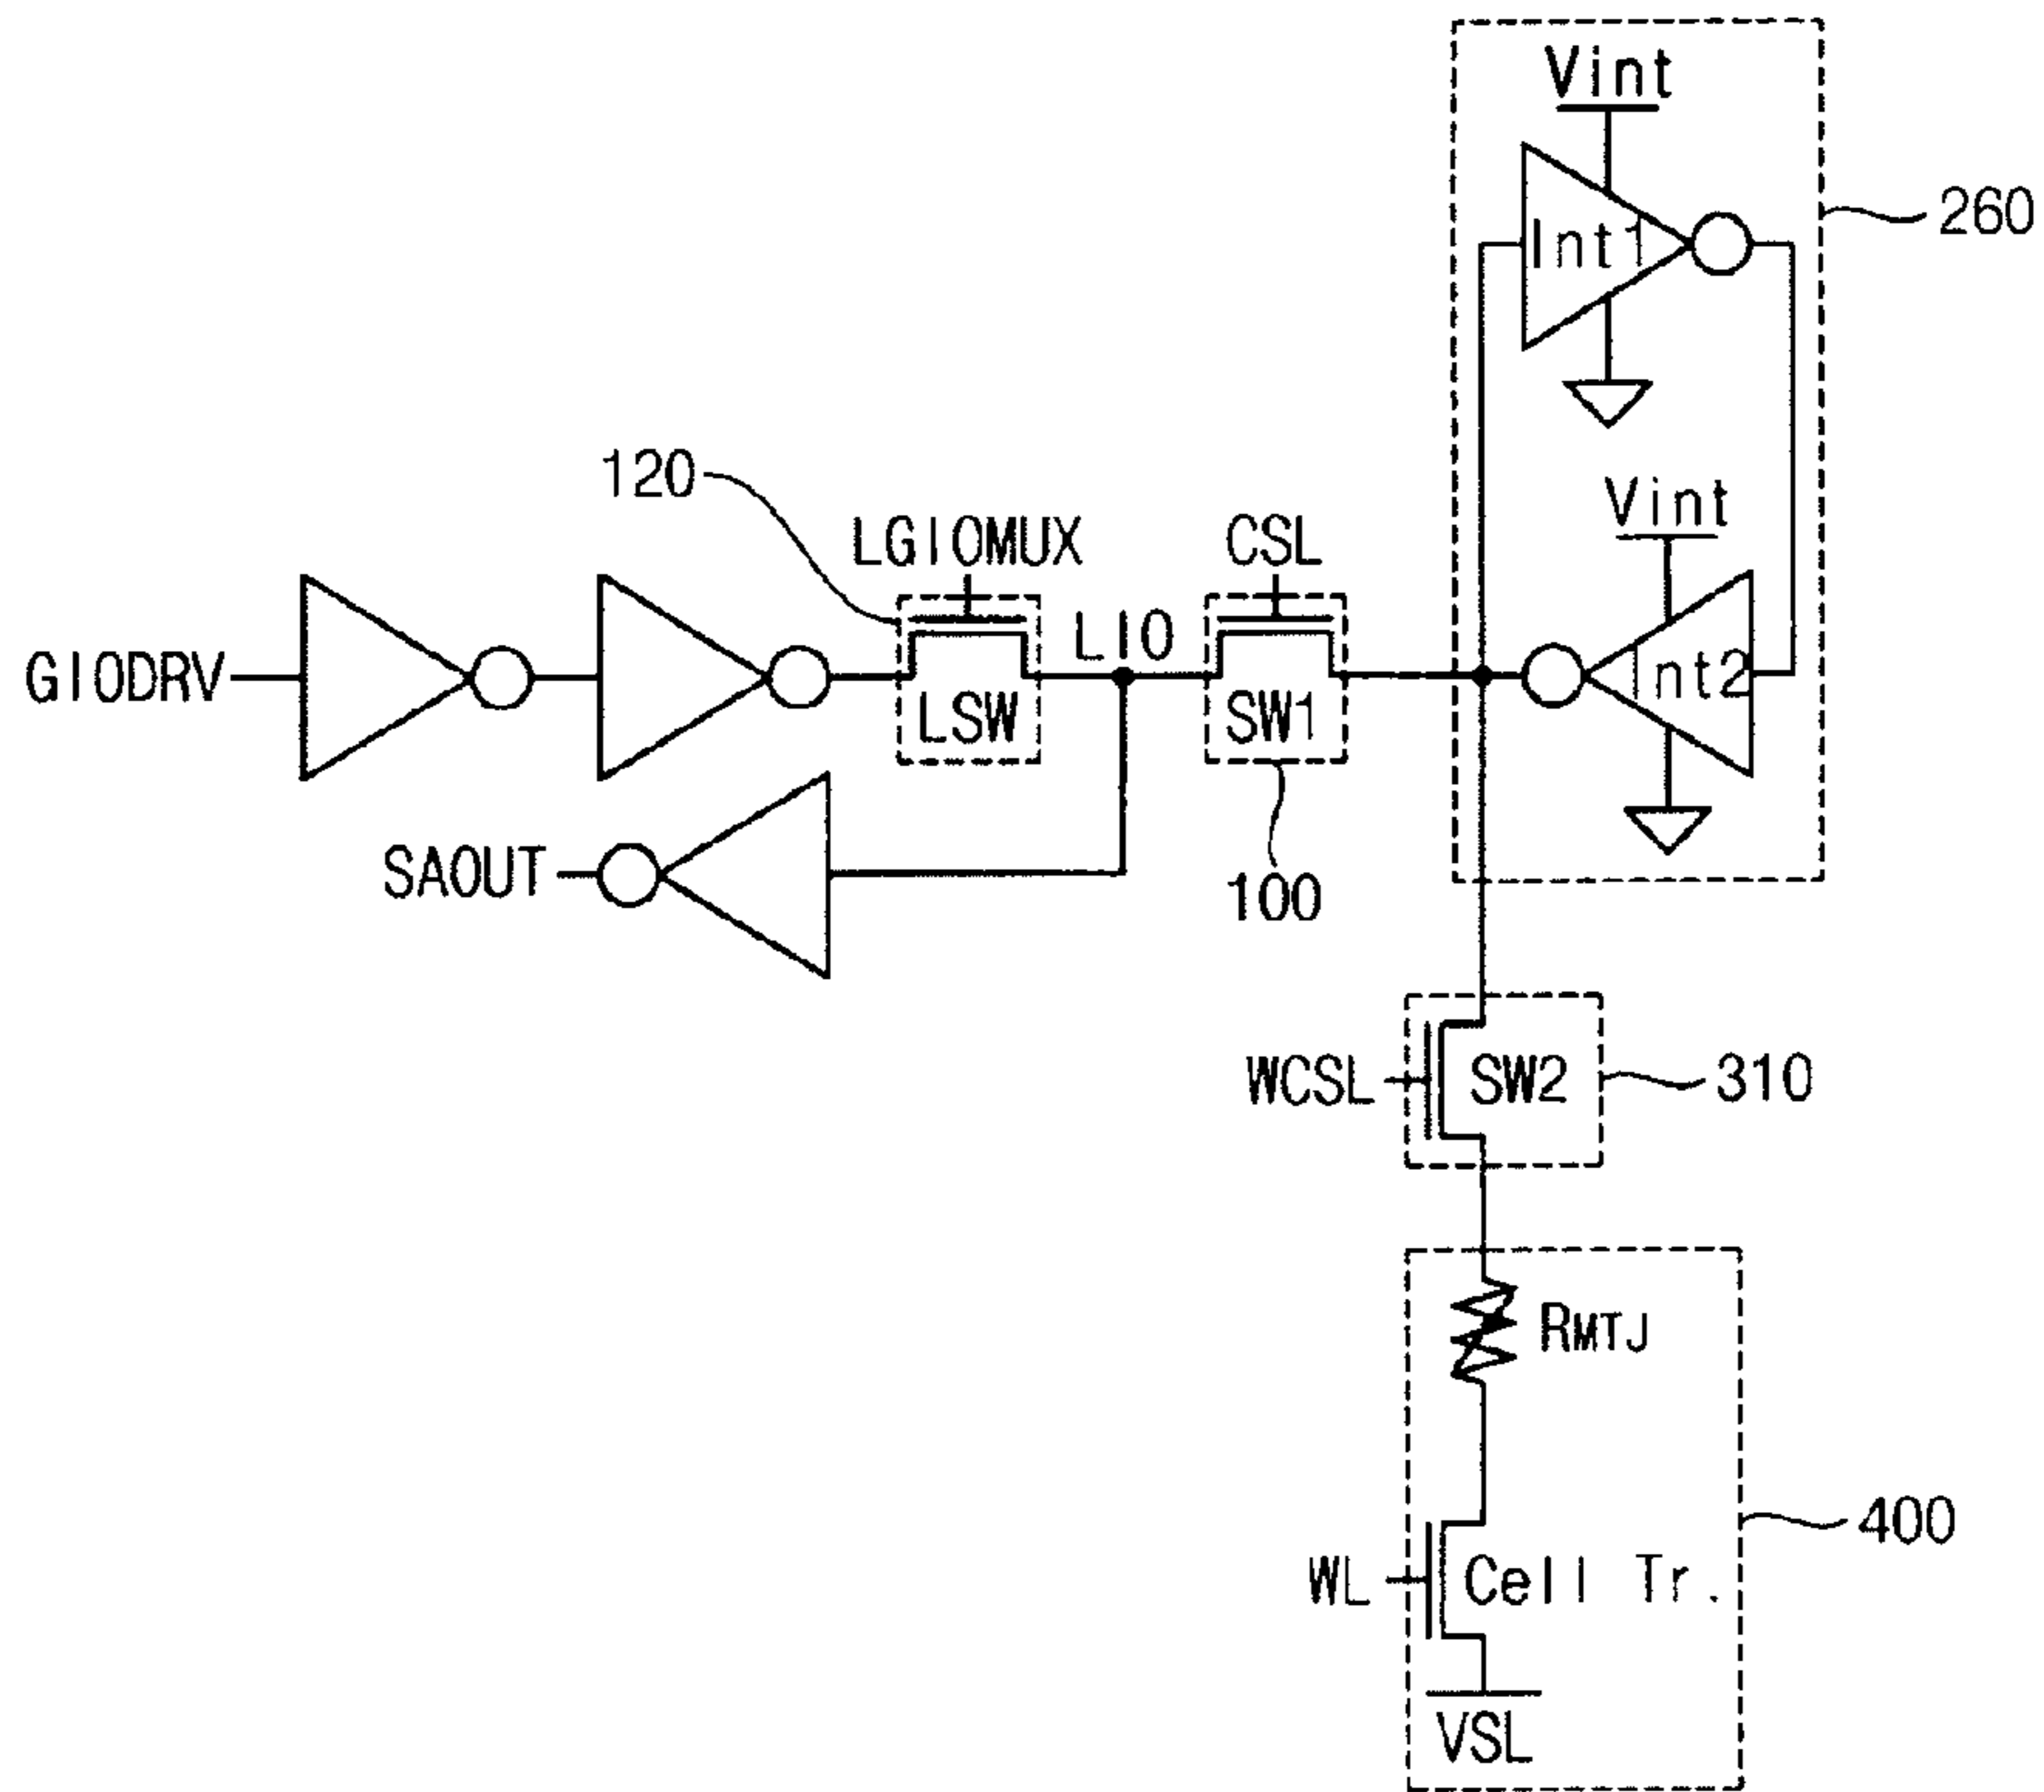 Vint
Int1
260
Vint
120
LGIOMUX
CSL
LIO
GIODRV
LSW
SW1
Int2
SAOUT
100
WCSL
SW2
310
RMTJ
400
WL
Cell Tr.
VSL